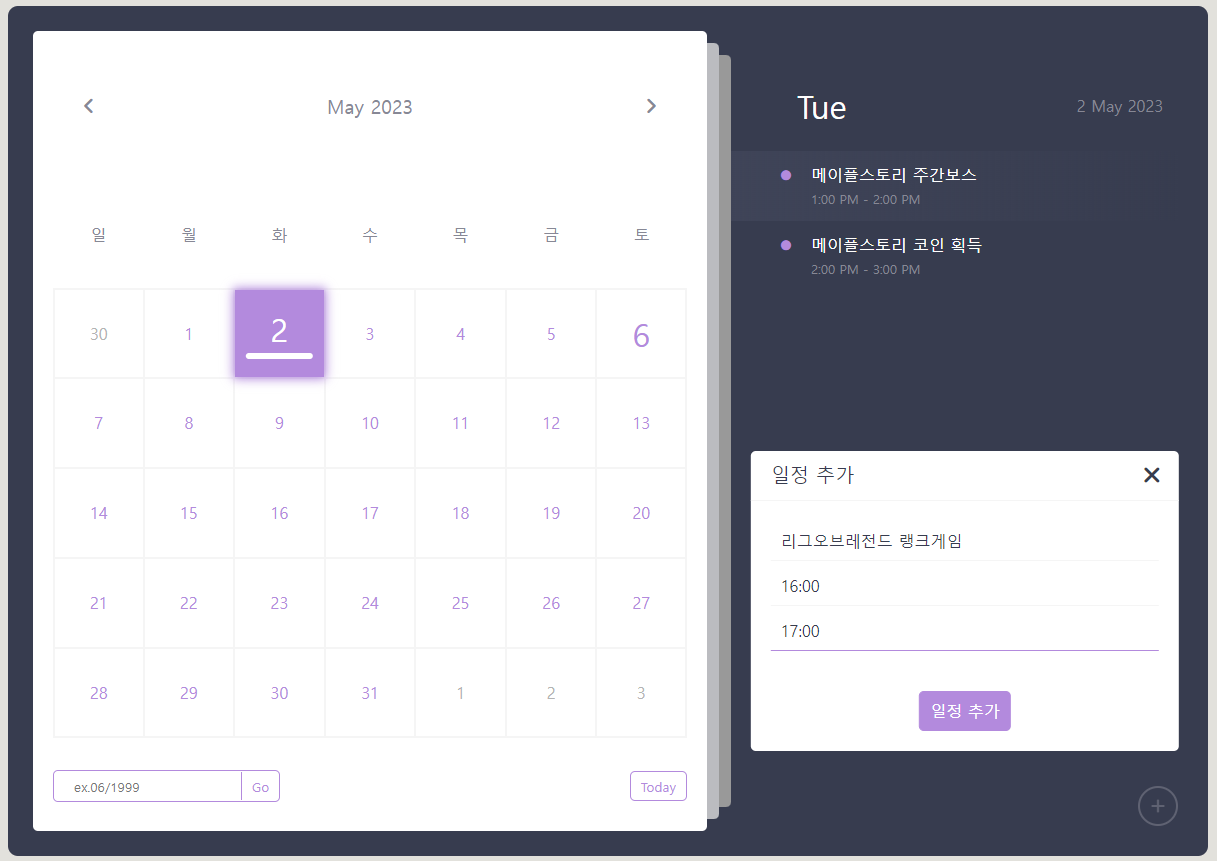 May 2023
일 월 화 수 목 금 토
30 1 2 3 4 5 6
7 8 9 10 11 12 13
14 15 16 17 18 19 20
21 22 23 24 25 26 27
28 29 30 31 1 2 3
ex.06/1999 Go Today
Tue 2 May 2023
메이플스토리 주간보스
1:00 PM - 2:00 PM
메이플스토리 코인 획득
2:00 PM - 3:00 PM
일정 추가
리그오브레전드 랭크게임
16:00
17:00
일정 추가